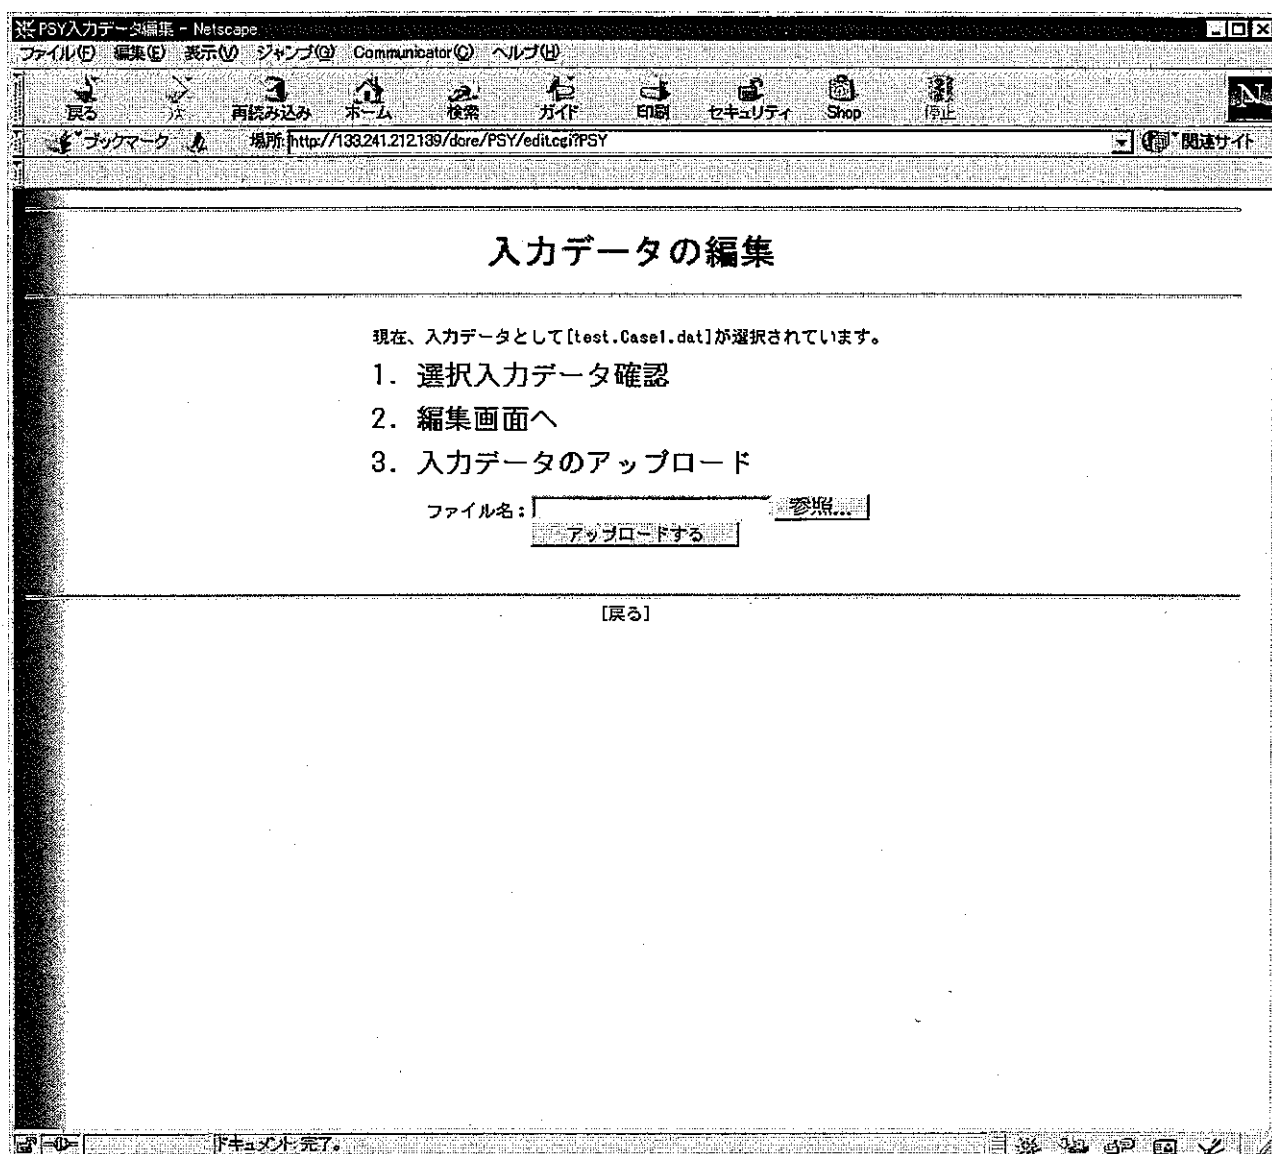 PSY入力データ編集 - Netscape
ファイル(F) 編集(E) 表示(V) ジャンプ(G) Communicator(C) ヘルプ(H)
戻る 次 再読み込み ホーム 検索 ガイド 印刷 セキュリティ Shop 停止
ブックマーク 場所: http://133.241.212.139/dore/PSY/edit.cgi?PSY 関連サイト
入力データの編集
現在、入力データとして[test.Case1.dat]が選択されています。
1. 選択入力データ確認
2. 編集画面へ
3. 入力データのアップロード
ファイル名: 参照...
アップロードする
[戻る]
ドキュメント: 完了。